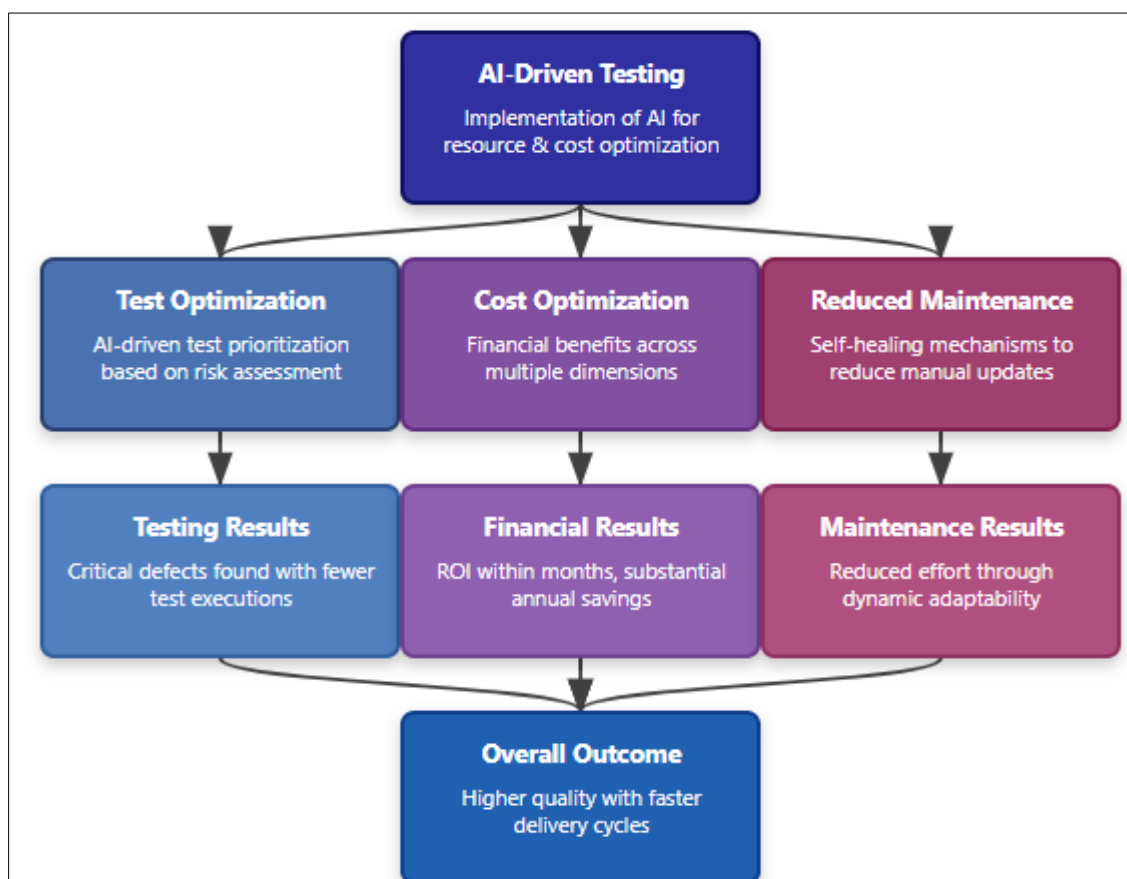 AI-Driven Testing
Implementation of AI for
resource & cost optimization
Test Optimization
AI-driven test prioritization
based on risk assessment
Cost Optimization
Financial benefits across
multiple dimensions
Reduced Maintenance
Self-healing mechanisms to
reduce manual updates
Testing Results
Critical defects found with fewer
test executions
Financial Results
ROI within months, substantial
annual savings
Maintenance Results
Reduced effort through
dynamic adaptability
Overall Outcome
Higher quality with faster
delivery cycles